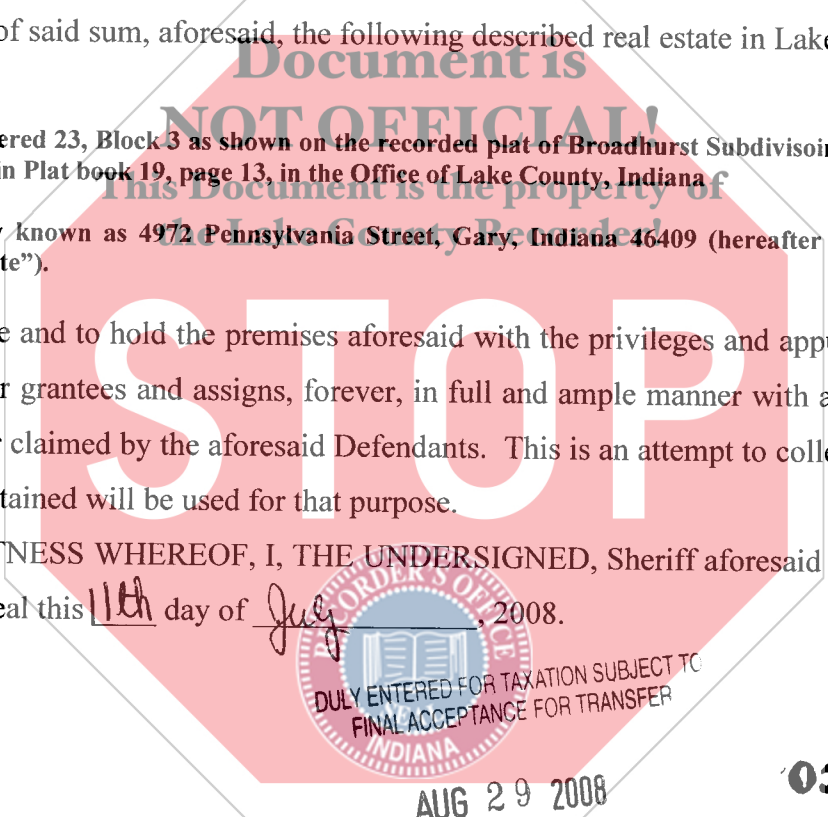 of said sum, aforesaid, the following described real estate in Lake
Document is
NOT OFFICIAL!
ered 23, Block 3 as shown on the recorded plat of Broadhurst Subdivisoin
in Plat book 19, page 13, in the Office of Lake County, Indiana
This Document is the property of
the Lake County Recorder!
known as 4972 Pennsylvania Street, Gary, Indiana 46409 (hereafter
te”).
e and to hold the premises aforesaid with the privileges and app
r grantees and assigns, forever, in full and ample manner with a
claimed by the aforesaid Defendants. This is an attempt to colle
tained will be used for that purpose.
STOP
TNESS WHEREOF, I, THE UNDERSIGNED, Sheriff aforesaid
eal this 11th day of July, 2008.
RECORDER'S OFFICE
SEAL
INDIANA
DULY ENTERED FOR TAXATION SUBJECT TO
FINAL ACCEPTANCE FOR TRANSFER
AUG 29 2008
03